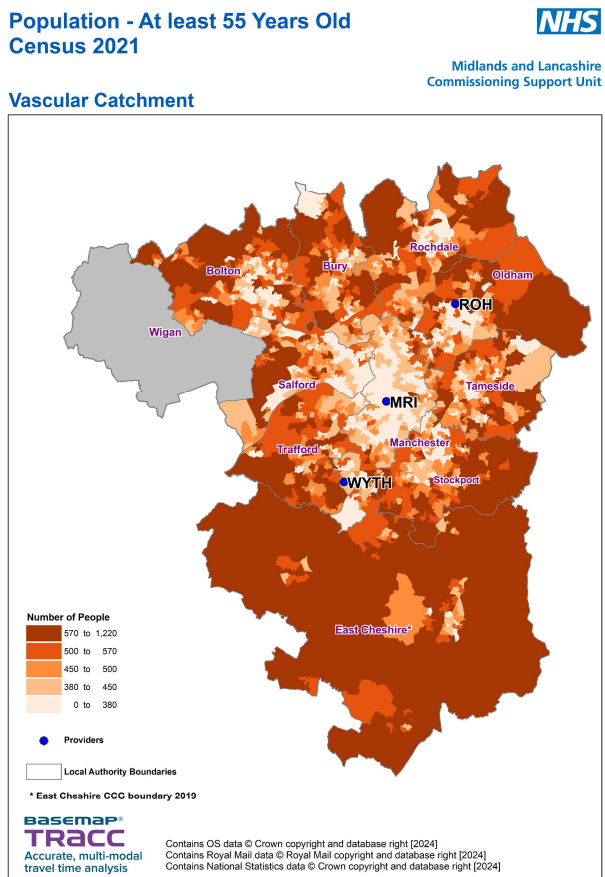 Population - At least 55 Years Old
Census 2021
NHS
Midlands and Lancashire
Commissioning Support Unit
Vascular Catchment
Rochdale
Bury
Bolton
Oldham
ROH
Wigan
Salford
Tameside
MRI
Manchester
Trafford
Stockport
WYTH
East Cheshire*
Number of People
570 to 1,220
500 to 570
450 to 500
380 to 450
0 to 380
Providers
Local Authority Boundaries
* East Cheshire CCC boundary 2019
BASEMAP®
TRACC
Accurate, multi-modal
travel time analysis
Contains OS data © Crown copyright and database right [2024]
Contains Royal Mail data © Royal Mail copyright and database right [2024]
Contains National Statistics data © Crown copyright and database right [2024]